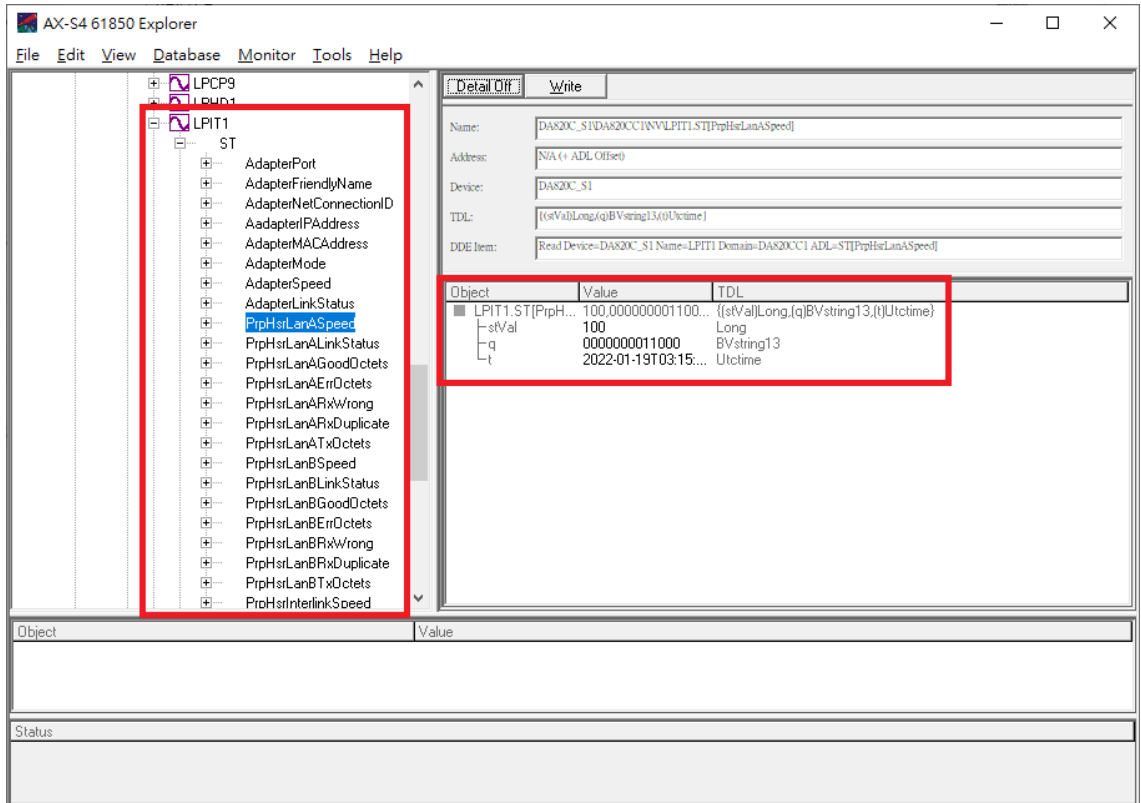 AX-S4 61850 Explorer
File Edit View Database Monitor Tools Help
LPCP9
LPHD1
LPIT1
ST
AdapterPort
AdapterFriendlyName
AdapterNetConnectionID
AadapterIPAddress
AdapterMACAddress
AdapterMode
AdapterSpeed
AdapterLinkStatus
PrpHsrLanASpeed
PrpHsrLanALinkStatus
PrpHsrLanAGoodOctets
PrpHsrLanAErrOctets
PrpHsrLanARxWrong
PrpHsrLanARxDuplicate
PrpHsrLanATxOctets
PrpHsrLanBSpeed
PrpHsrLanBLinkStatus
PrpHsrLanBGoodOctets
PrpHsrLanBErrOctets
PrpHsrLanBRxWrong
PrpHsrLanBRxDuplicate
PrpHsrLanBTxOctets
PrpHsrInterlinkSpeed
Detail Off Write
Name: DA820C_S1\DA820CC1\NV\LPIT1.ST[PrpHsrLanASpeed]
Address: N/A (+ ADL Offset)
Device: DA820C_S1
TDL: {(stVal)Long,(q)BVstring13,(t)Utctime}
DDE Item: Read Device=DA820C_S1 Name=LPIT1 Domain=DA820CC1 ADL=ST[PrpHsrLanASpeed]
Object Value TDL
LPIT1.ST[PrpH... 100,000000001100... {(stVal)Long,(q)BVstring13,(t)Utctime}
stVal 100 Long
q 0000000011000 BVstring13
t 2022-01-19T03:15:... Utctime
Object Value
Status